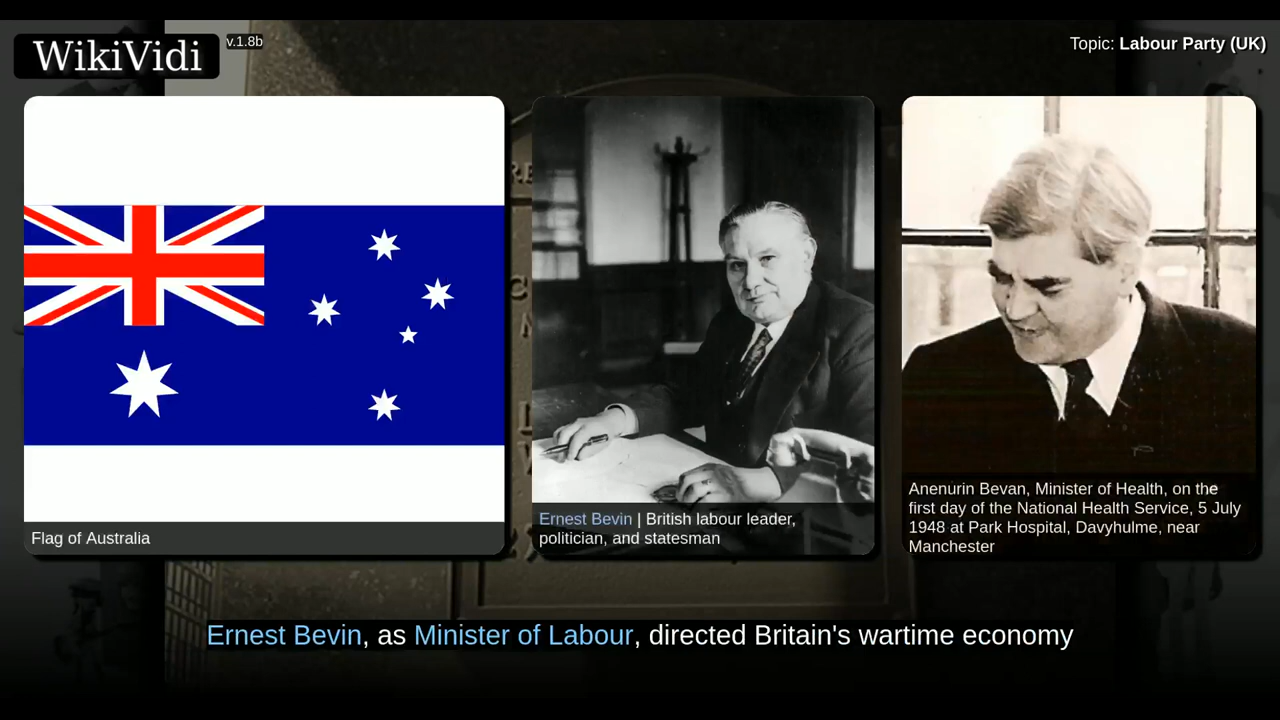 WikiVidi
v.1.8b
Topic: Labour Party (UK)
Flag of Australia
Ernest Bevin | British labour leader,
politician, and statesman
Anenurin Bevan, Minister of Health, on the
first day of the National Health Service, 5 July
1948 at Park Hospital, Davyhulme, near
Manchester
Ernest Bevin, as Minister of Labour, directed Britain's wartime economy